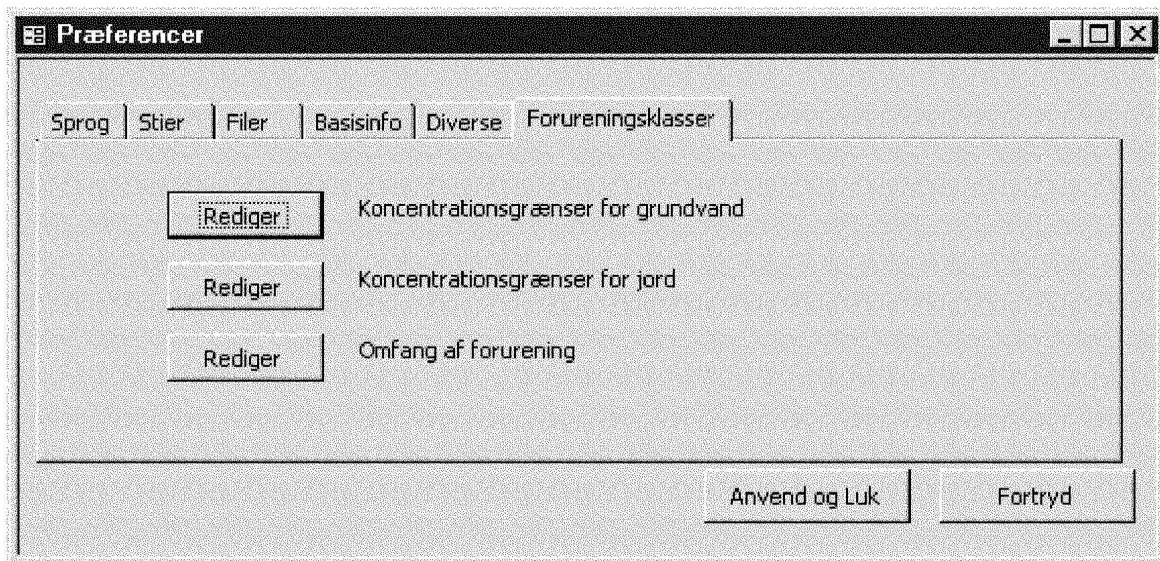 Præferencer
Sprog Stier Filer Basisinfo Diverse Forureningsklasser
Rediger Koncentrationsgrænser for grundvand
Rediger Koncentrationsgrænser for jord
Rediger Omfang af forurening
Anvend og Luk Fortryd